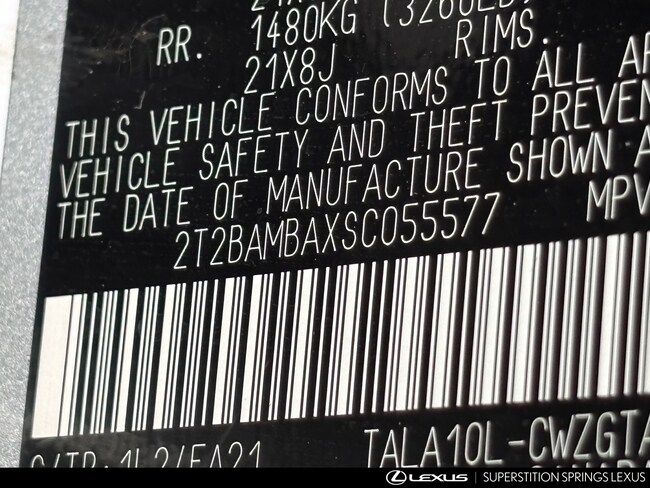 RR. 1480KG (3260LB) RIMS.
21X8J
THIS VEHICLE CONFORMS TO ALL
VEHICLE SAFETY AND THEFT
THE DATE OF MANUFACTURE SHOWN
2T2BAMBAXSC055577 MPV
TALA10L-CWZGTA
LEXUS | SUPERSTITION SPRINGS LEXUS